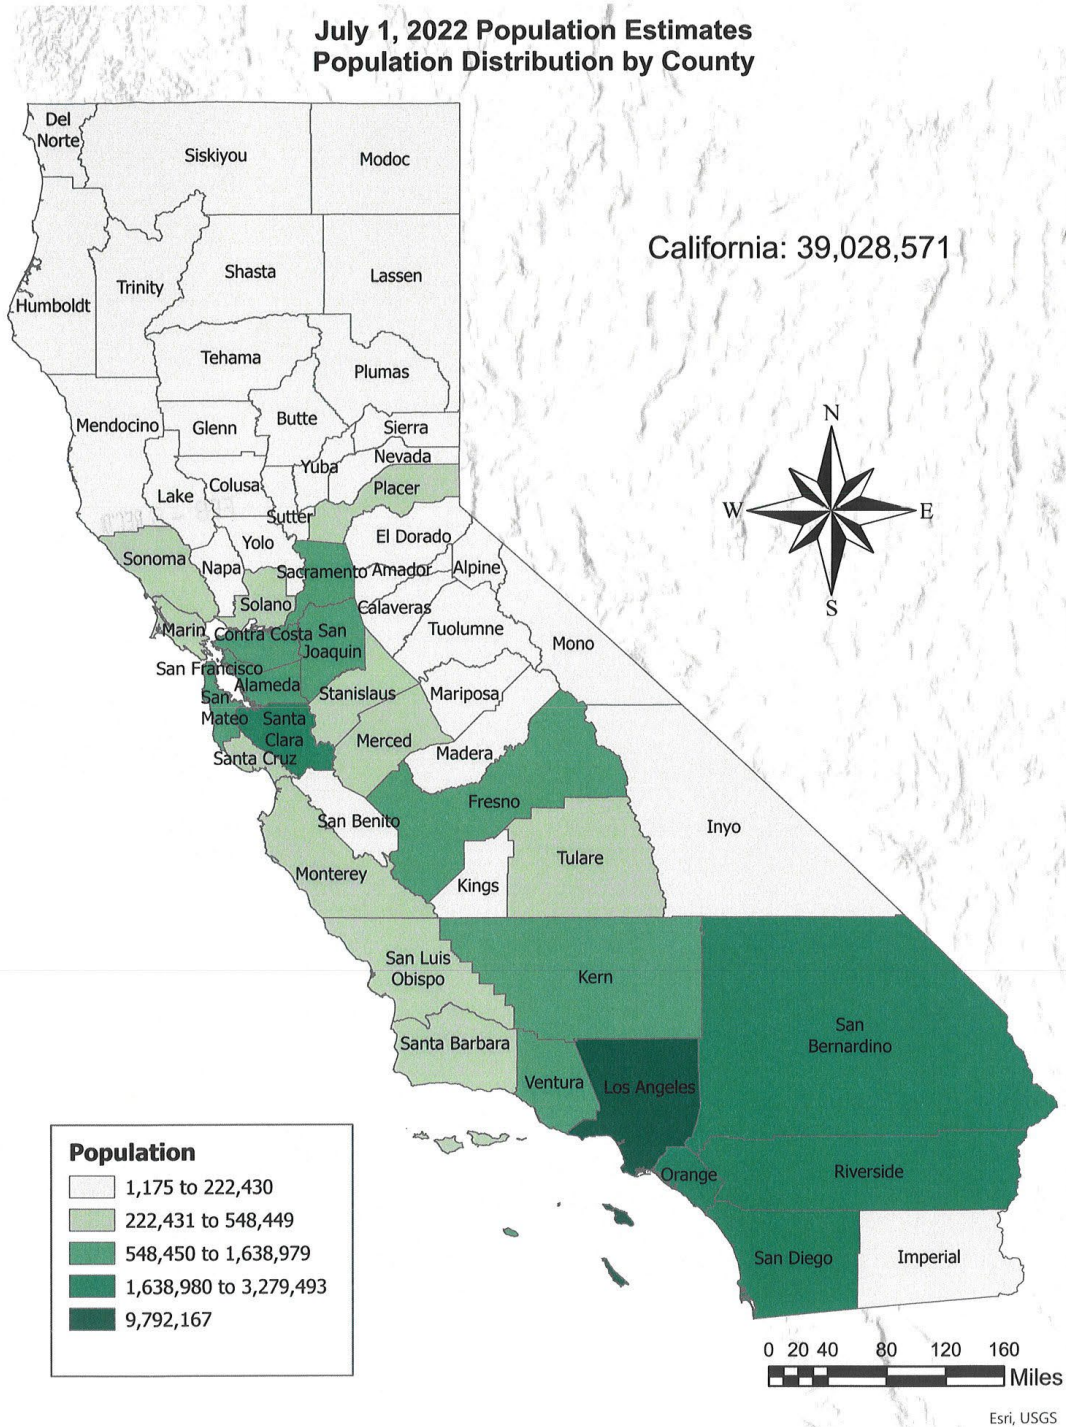 July 1, 2022 Population Estimates
Population Distribution by County
Del
Norte
Siskiyou
Modoc
California: 39,028,571
Shasta
Lassen
Trinity
Humboldt
Tehama
Plumas
Mendocino
Glenn
Butte
Sierra
Nevada
Yuba
Placer
Colusa
Lake
Sutter
El Dorado
Yolo
Sonoma
Napa
Sacramento
Amador
Alpine
Solano
Calaveras
Marin
Contra Costa
San
Joaquin
Tuolumne
Mono
San Francisco
Alameda
Stanislaus
Mariposa
San
Mateo
Santa
Clara
Merced
Madera
Santa Cruz
Fresno
San Benito
Inyo
Tulare
Monterey
Kings
San Luis
Obispo
Kern
San
Bernardino
Santa Barbara
Ventura
Los Angeles
Orange
Riverside
San Diego
Imperial
N
W
E
S
Population
1,175 to 222,430
222,431 to 548,449
548,450 to 1,638,979
1,638,980 to 3,279,493
9,792,167
0 20 40 80 120 160
Miles
Esri, USGS